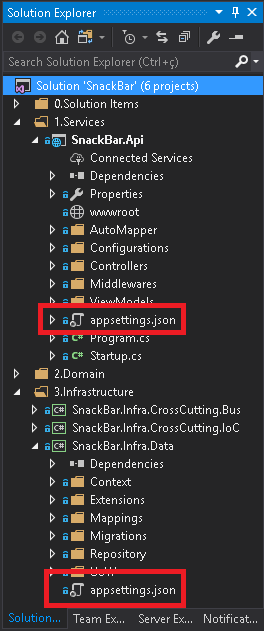 Solution Explorer
Search Solution Explorer (Ctrl+ç)
Solution 'SnackBar' (6 projects)
0.Solution Items
1.Services
SnackBar.Api
Connected Services
Dependencies
Properties
wwwroot
AutoMapper
Configurations
Controllers
Middlewares
ViewModels
appsettings.json
Program.cs
Startup.cs
2.Domain
3.Infrastructure
SnackBar.Infra.CrossCutting.Bus
SnackBar.Infra.CrossCutting.IoC
SnackBar.Infra.Data
Dependencies
Context
Extensions
Mappings
Migrations
Repository
appsettings.json
Solution... Team Ex... Server Ex... Notificat...